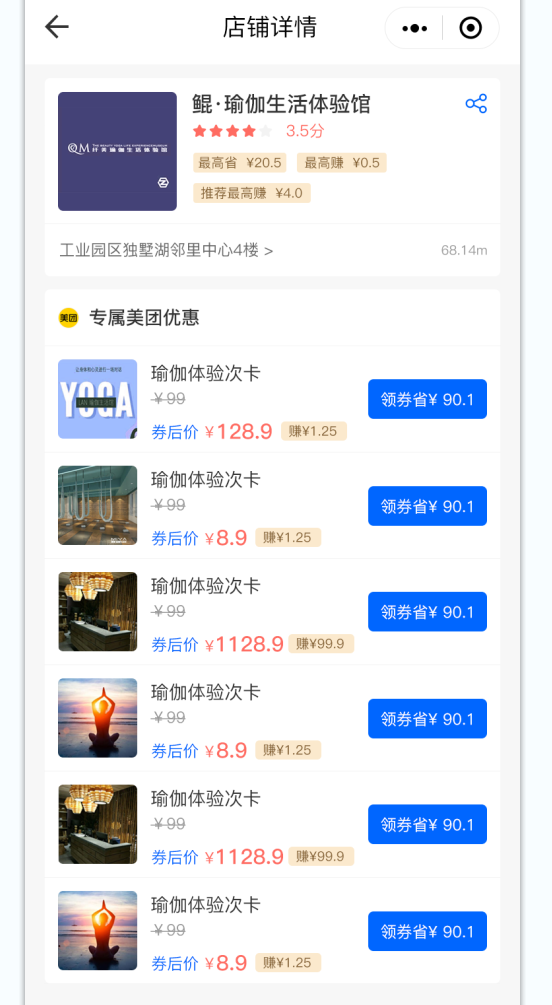 店铺详情
鲲·瑜伽生活体验馆
3.5分
最高省 ¥20.5 最高赚 ¥0.5
推荐最高赚 ¥4.0
QM
工业园区独墅湖邻里中心4楼 >
68.14m
美团 专属美团优惠
YOGA
瑜伽体验次卡
¥99
券后价 ¥128.9 赚¥1.25
领券省¥ 90.1
瑜伽体验次卡
¥99
券后价 ¥8.9 赚¥1.25
领券省¥ 90.1
瑜伽体验次卡
¥99
券后价 ¥1128.9 赚¥99.9
领券省¥ 90.1
瑜伽体验次卡
¥99
券后价 ¥8.9 赚¥1.25
领券省¥ 90.1
瑜伽体验次卡
¥99
券后价 ¥1128.9 赚¥99.9
领券省¥ 90.1
瑜伽体验次卡
¥99
券后价 ¥8.9 赚¥1.25
领券省¥ 90.1